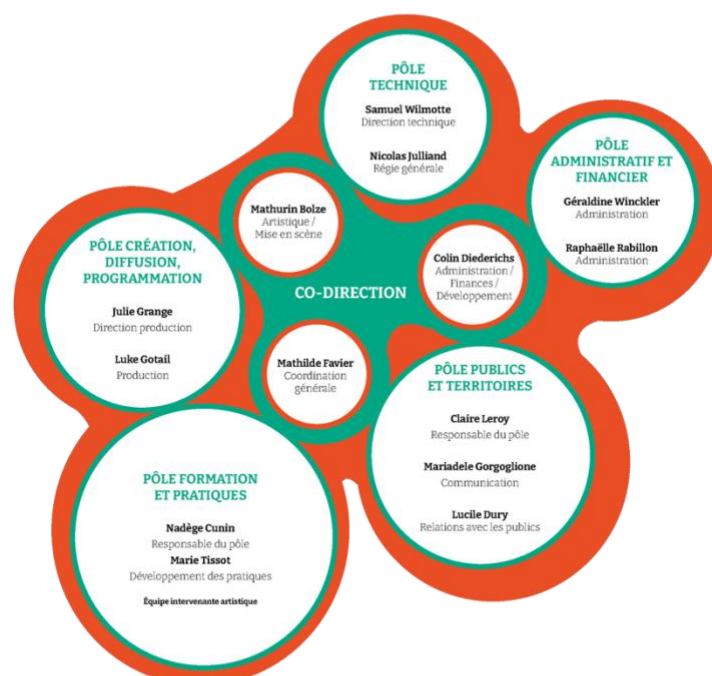 PÔLE
TECHNIQUE
Samuel Wilmotte
Direction technique
Nicolas Julliand
Régie générale
PÔLE
ADMINISTRATIF ET
FINANCIER
Géraldine Winckler
Administration
Raphaëlle Rabillon
Administration
Mathurin Bolze
Artistique /
Mise en scène
Colin Diederichs
Administration /
Finances /
Développement
CO-DIRECTION
Mathilde Favier
Coordination
générale
PÔLE CRÉATION,
DIFFUSION,
PROGRAMMATION
Julie Grange
Direction production
Luke Gotail
Production
PÔLE PUBLICS
ET TERRITOIRES
Claire Leroy
Responsable du pôle
Mariadele Gorgoglione
Communication
Lucile Dury
Relations avec les publics
PÔLE FORMATION
ET PRATIQUES
Nadège Cunin
Responsable du pôle
Marie Tissot
Développement des pratiques
Équipe intervenante artistique